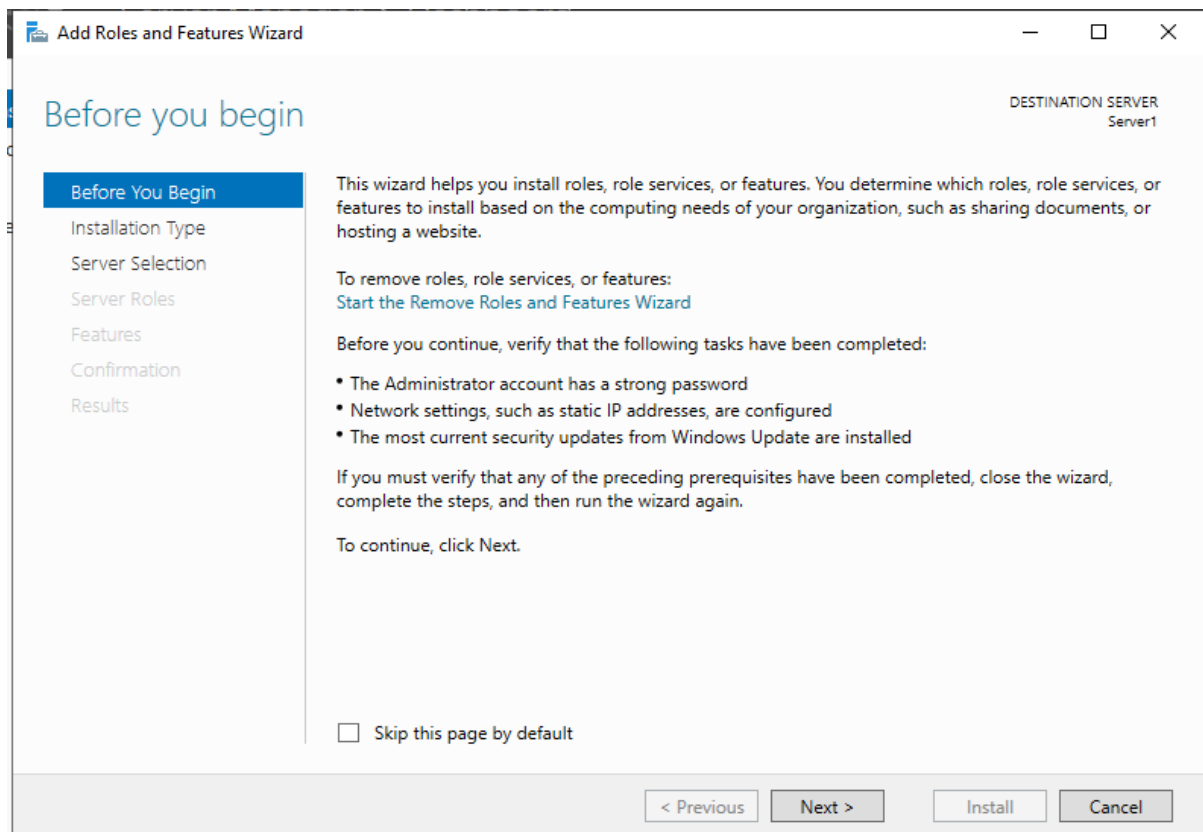 Add Roles and Features Wizard
Before you begin
DESTINATION SERVER
Server1
Before You Begin
Installation Type
Server Selection
Server Roles
Features
Confirmation
Results
This wizard helps you install roles, role services, or features. You determine which roles, role services, or
features to install based on the computing needs of your organization, such as sharing documents, or
hosting a website.
To remove roles, role services, or features:
Start the Remove Roles and Features Wizard
Before you continue, verify that the following tasks have been completed:
• The Administrator account has a strong password
• Network settings, such as static IP addresses, are configured
• The most current security updates from Windows Update are installed
If you must verify that any of the preceding prerequisites have been completed, close the wizard,
complete the steps, and then run the wizard again.
To continue, click Next.
Skip this page by default
< Previous
Next >
Install
Cancel